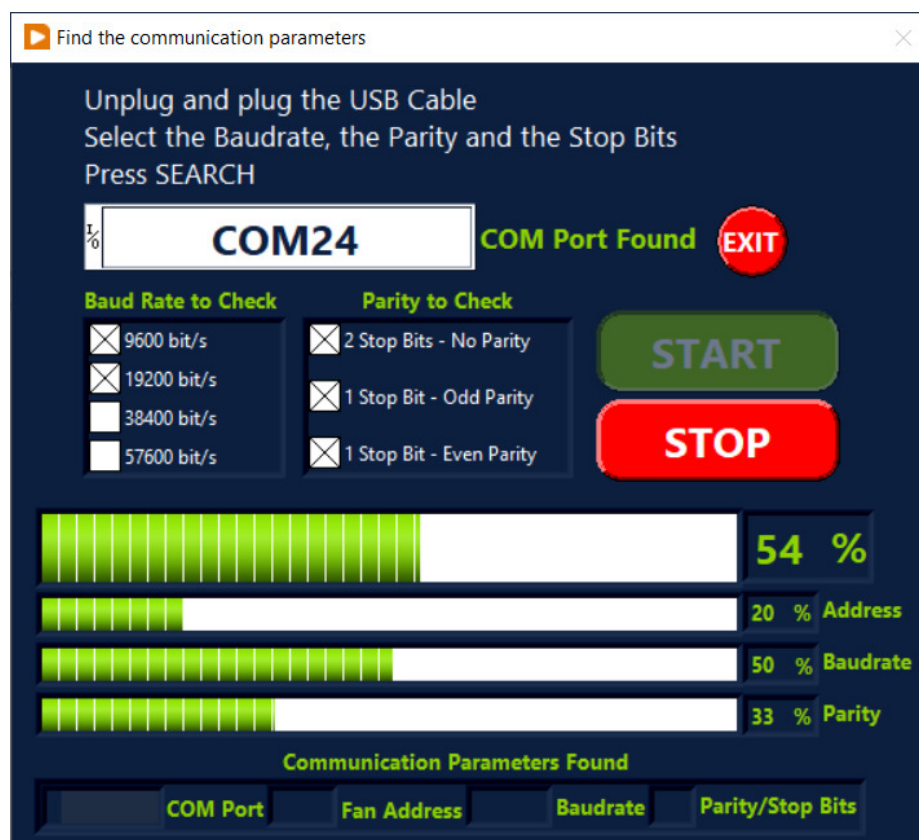 Find the communication parameters
Unplug and plug the USB Cable
Select the Baudrate, the Parity and the Stop Bits
Press SEARCH
I/O COM24 COM Port Found EXIT
Baud Rate to Check Parity to Check
9600 bit/s 2 Stop Bits - No Parity
19200 bit/s 1 Stop Bit - Odd Parity
38400 bit/s
57600 bit/s 1 Stop Bit - Even Parity
START
STOP
54 %
20 % Address
50 % Baudrate
33 % Parity
Communication Parameters Found
COM Port Fan Address Baudrate Parity/Stop Bits